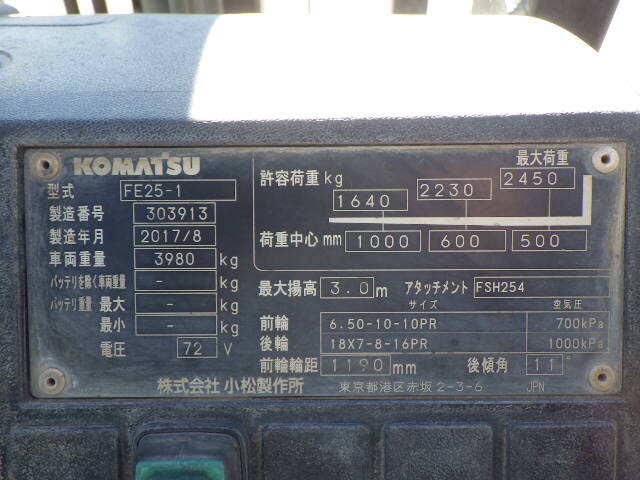 KOMATSU
型式 FE25-1
製造番号 303913
製造年月 2017/8
車両重量 3980 kg
バッテリを除く車両重量 - kg
バッテリ重量 最大 - kg
最小 - kg
電圧 72 V
最大荷重
許容荷重 kg 1640 2230 2450
荷重中心 mm 1000 600 500
最大揚高 3.0 m アタッチメント FSH254
サイズ 空気圧
前輪 6.50-10-10PR 700kPa
後輪 18X7-8-16PR 1000kPa
前輪輪距 1190 mm 後傾角 11°
株式会社 小松製作所 東京都港区赤坂2-3-6 JPN